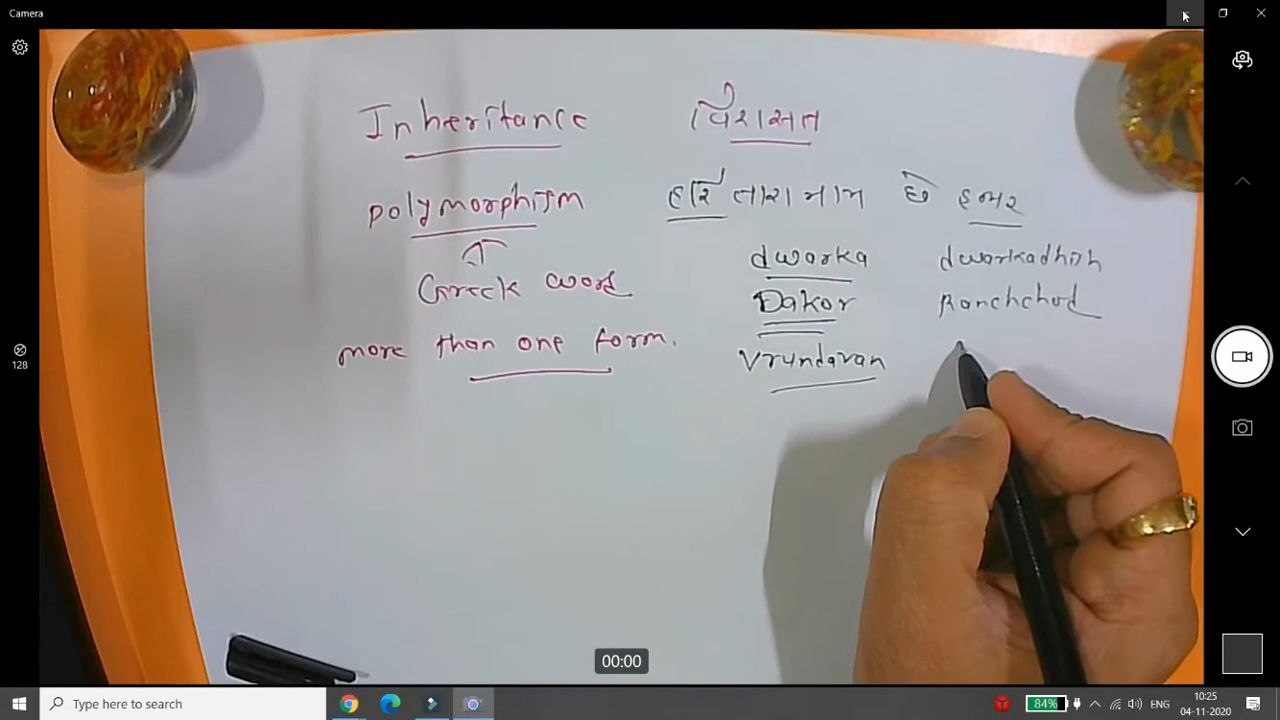 Camera
Inheritance વિરાસત
polymorphism હરિ તારા નામ છે હજાર
Greek word
more than one form.
dwarka dwarkadhish
Dakor Ranchchod
Vrundavan
128
00:00
Type here to search
84%
ENG
10:25
04-11-2020